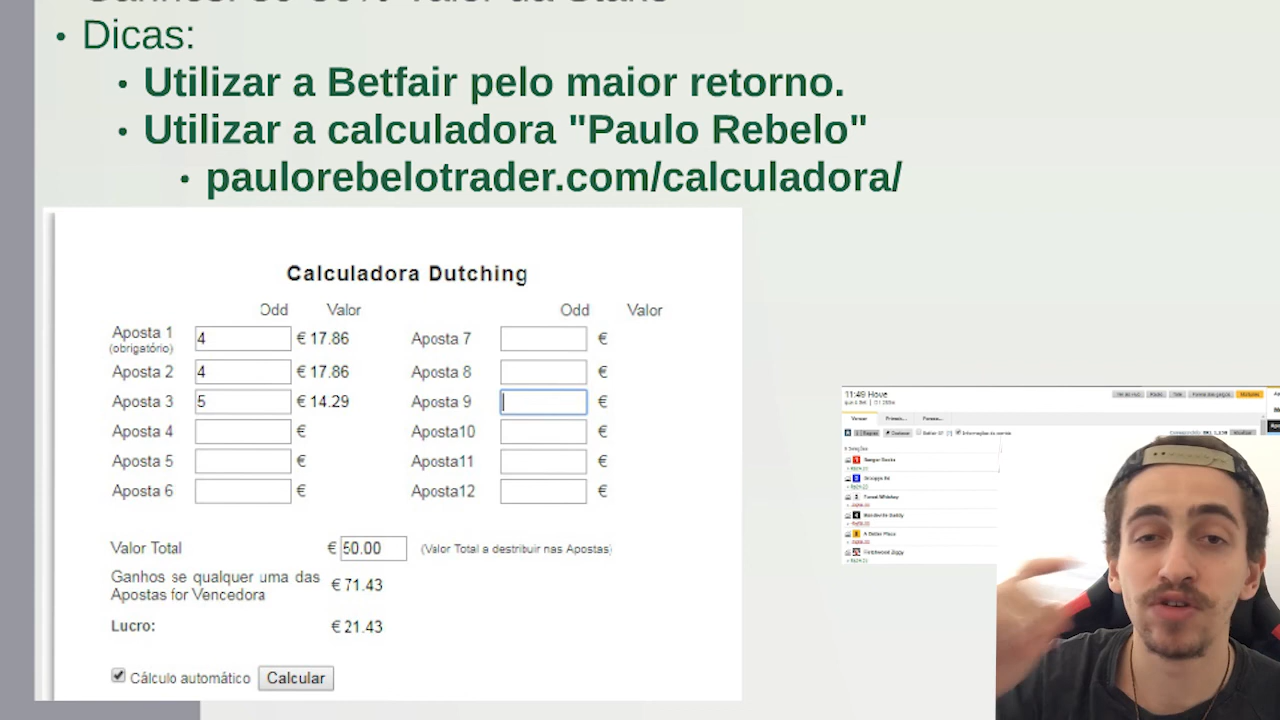 • Dicas:
• Utilizar a Betfair pelo maior retorno.
• Utilizar a calculadora "Paulo Rebelo"
• paulorebelotrader.com/calculadora/
Calculadora Dutching
Odd Valor Odd Valor
Aposta 1 4 € 17.86 Aposta 7 €
(obrigatório)
Aposta 2 4 € 17.86 Aposta 8 €
Aposta 3 5 € 14.29 Aposta 9 €
Aposta 4 € Aposta10 €
Aposta 5 € Aposta11 €
Aposta 6 € Aposta12 €
Valor Total € 50.00 (Valor Total a destribuir nas Apostas)
Ganhos se qualquer uma das
Apostas for Vencedora € 71.43
Lucro: € 21.43
Cálculo automático Calcular
11:49 Hove